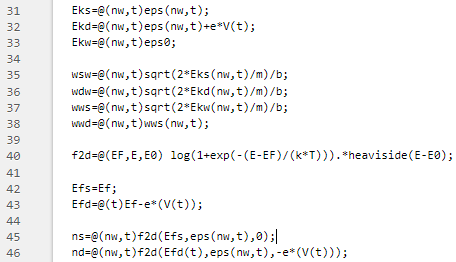 31 Eks=@(nw,t)eps(nw,t);
32 Ekd=@(nw,t)eps(nw,t)+e*V(t);
33 Ekw=@(nw,t)eps0;
34
35 wsw=@(nw,t)sqrt(2*Eks(nw,t)/m)/b;
36 wdw=@(nw,t)sqrt(2*Ekd(nw,t)/m)/b;
37 wws=@(nw,t)sqrt(2*Ekw(nw,t)/m)/b;
38 wwd=@(nw,t)wws(nw,t);
39
40 f2d=@(EF,E,E0) log(1+exp(-(E-EF)/(k*T))).*heaviside(E-E0);
41
42 Efs=Ef;
43 Efd=@(t)Ef-e*(V(t));
44
45 ns=@(nw,t)f2d(Efs,eps(nw,t),0);
46 nd=@(nw,t)f2d(Efd(t),eps(nw,t),-e*(V(t)));